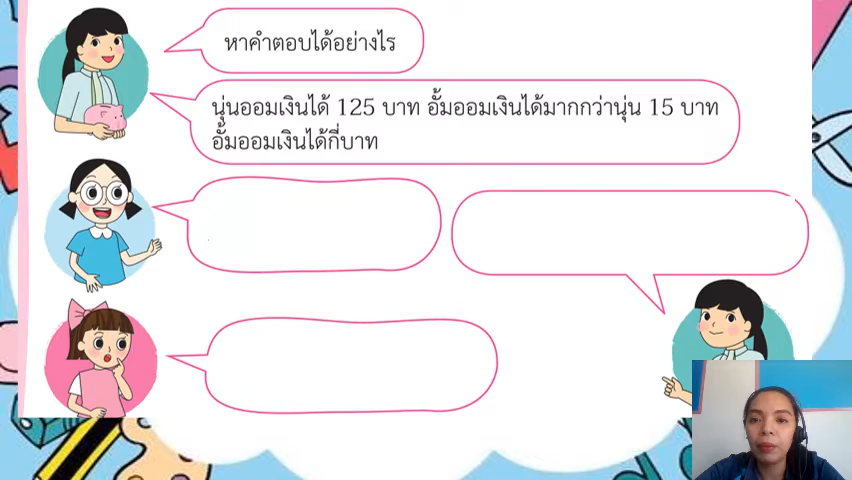 หาคำตอบได้อย่างไร
นุ่นออมเงินได้ 125 บาท อั้มออมเงินได้มากกว่านุ่น 15 บาท
อั้มออมเงินได้กี่บาท